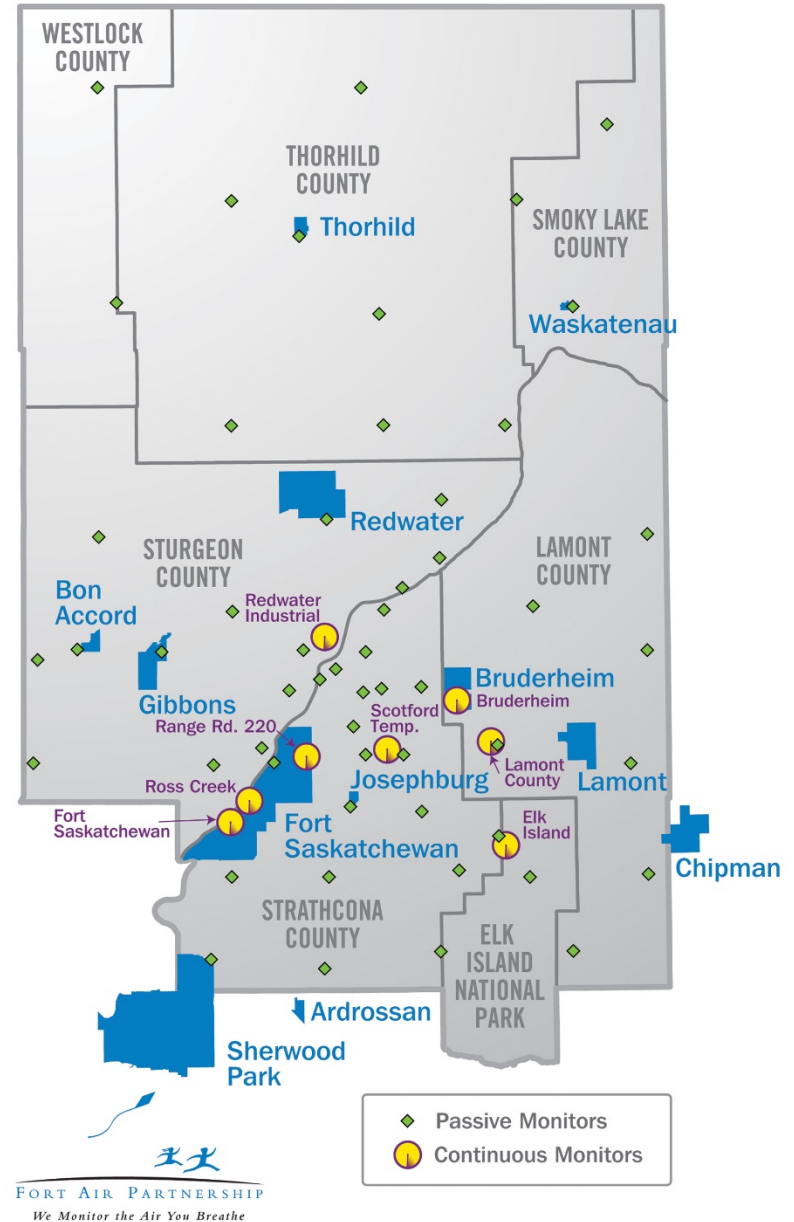 WESTLOCK
COUNTY
THORHILD
COUNTY
Thorhild
SMOKY LAKE
COUNTY
Waskatenau
Redwater
STURGEON
COUNTY
LAMONT
COUNTY
Bon
Accord
Redwater
Industrial
Gibbons
Bruderheim
Bruderheim
Scotford
Temp.
Range Rd. 220
Lamont
County
Lamont
Josephburg
Ross Creek
Fort
Saskatchewan
Fort
Saskatchewan
Elk
Island
Chipman
STRATHCONA
COUNTY
ELK
ISLAND
NATIONAL
PARK
Ardrossan
Sherwood
Park
Passive Monitors
Continuous Monitors
FORT AIR PARTNERSHIP
We Monitor the Air You Breathe